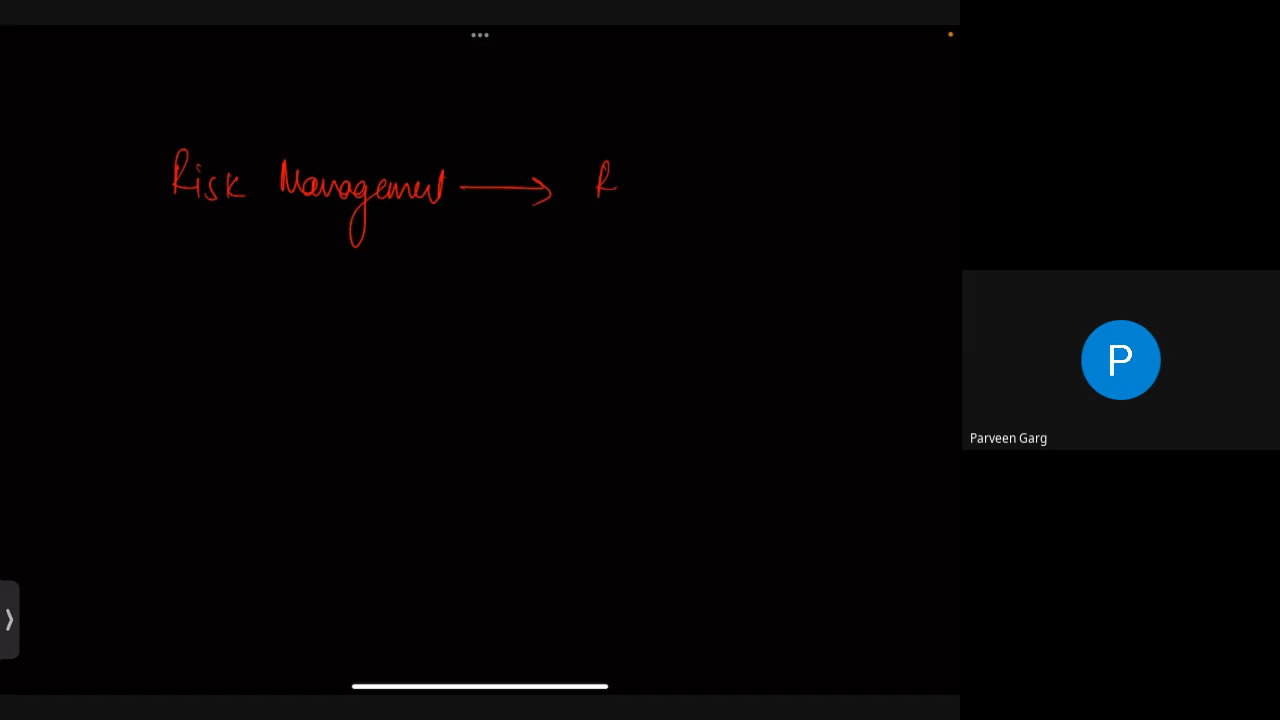 Risk Management → R
P
Parveen Garg